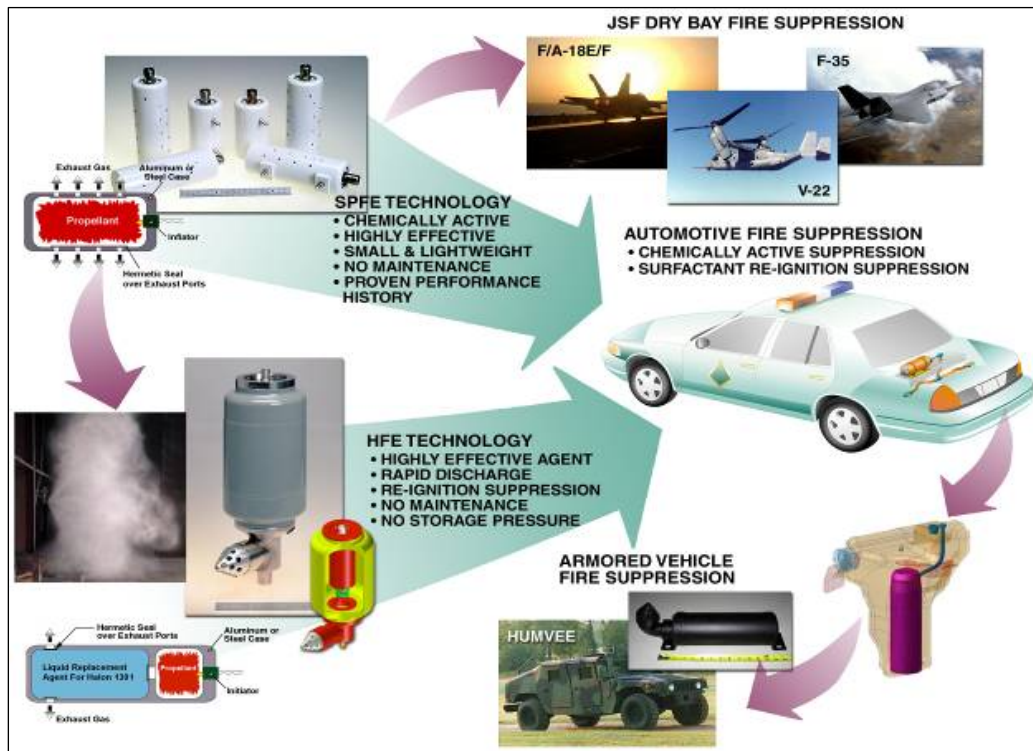 JSF DRY BAY FIRE SUPPRESSION
F/A-18E/F
F-35
V-22
Exhaust Gas
Aluminum or
Steel Case
Propellant
Inflator
Hermetic Seal
over Exhaust Ports
SPFE TECHNOLOGY
• CHEMICALLY ACTIVE
• HIGHLY EFFECTIVE
• SMALL & LIGHTWEIGHT
• NO MAINTENANCE
• PROVEN PERFORMANCE
HISTORY
AUTOMOTIVE FIRE SUPPRESSION
• CHEMICALLY ACTIVE SUPPRESSION
• SURFACTANT RE-IGNITION SUPPRESSION
HFE TECHNOLOGY
• HIGHLY EFFECTIVE AGENT
• RAPID DISCHARGE
• RE-IGNITION SUPPRESSION
• NO MAINTENANCE
• NO STORAGE PRESSURE
ARMORED VEHICLE
FIRE SUPPRESSION
HUMVEE
Hermetic Seal
over Exhaust Ports
Aluminum or
Steel Case
Liquid Replacement
Agent For Halon 1301
Propellant
Initiator
Exhaust Gas